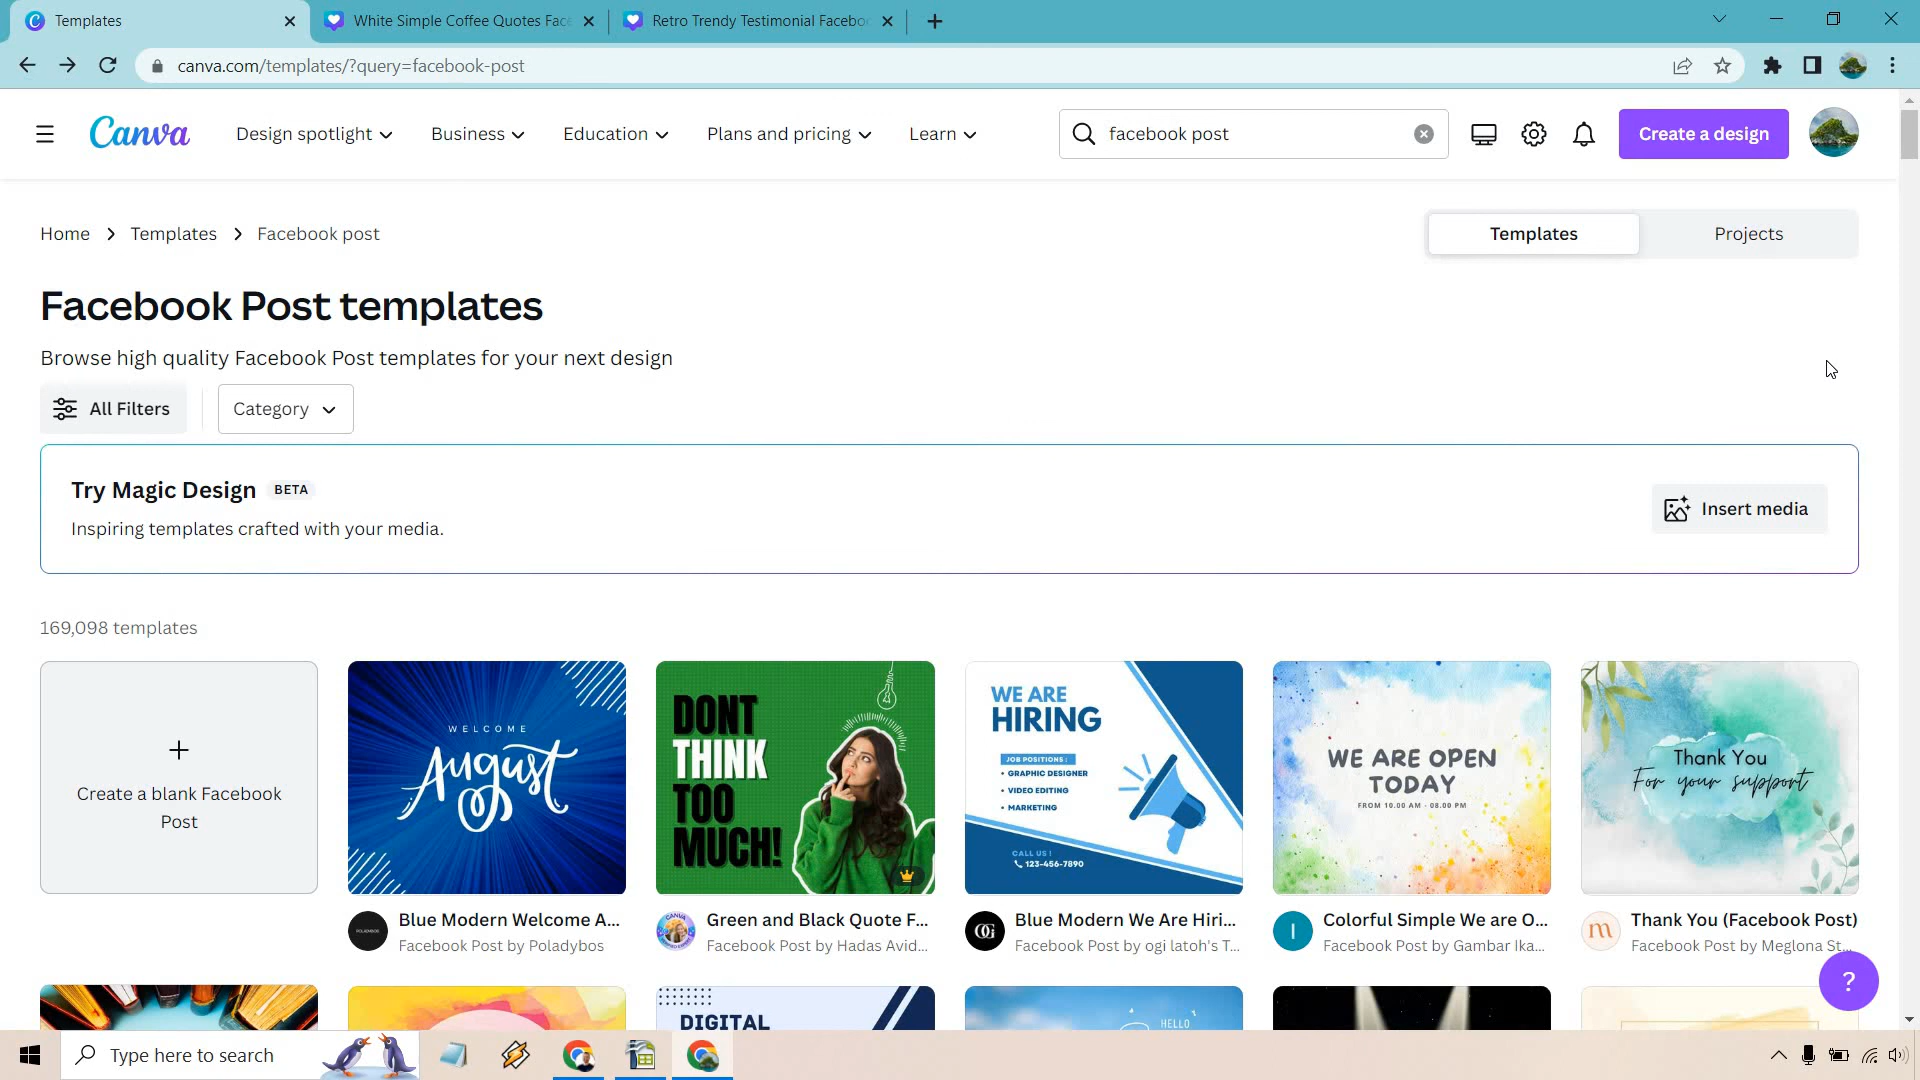 Templates
White Simple Coffee Quotes Face
Retro Trendy Testimonial Faceboo
canva.com/templates/?query=facebook-post
Canva
Design spotlight
Business
Education
Plans and pricing
Learn
facebook post
Create a design
Home
Templates
Facebook post
Templates
Projects
Facebook Post templates
Browse high quality Facebook Post templates for your next design
All Filters
Category
Try Magic Design BETA
Inspiring templates crafted with your media.
Insert media
169,098 templates
Create a blank Facebook
Post
WELCOME
August
DONT
THINK
TOO
MUCH!
WE ARE
HIRING
JOB POSITIONS :
• GRAPHIC DESIGNER
• VIDEO EDITING
• MARKETING
CALL US !
123-456-7890
WE ARE OPEN
TODAY
FROM 10.00 AM - 08.00 PM
Thank You
For your support
Blue Modern Welcome A...
Facebook Post by Poladybos
Green and Black Quote F...
Facebook Post by Hadas Avid...
Blue Modern We Are Hiri...
Facebook Post by ogi latoh's T...
Colorful Simple We are O...
Facebook Post by Gambar Ika...
Thank You (Facebook Post)
Facebook Post by Meglona St...
DIGITAL
HELLO
?
Type here to search